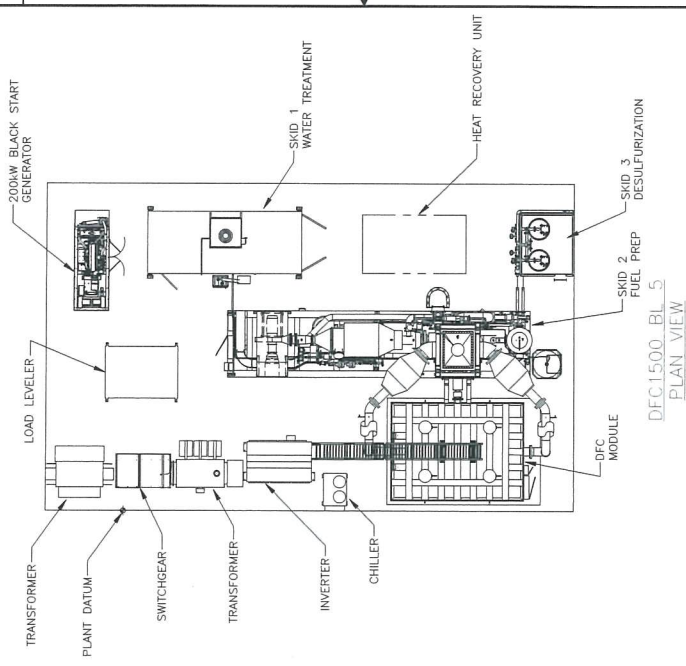 200kW BLACK START
GENERATOR
SKID 1
WATER TREATMENT
HEAT RECOVERY UNIT
SKID 3
DESULFURIZATION
SKID 2
FUEL PREP
LOAD LEVELER
TRANSFORMER
PLANT DATUM
SWITCHGEAR
TRANSFORMER
INVERTER
CHILLER
DFC
MODULE
DFC1500 BL 5
PLAN VIEW